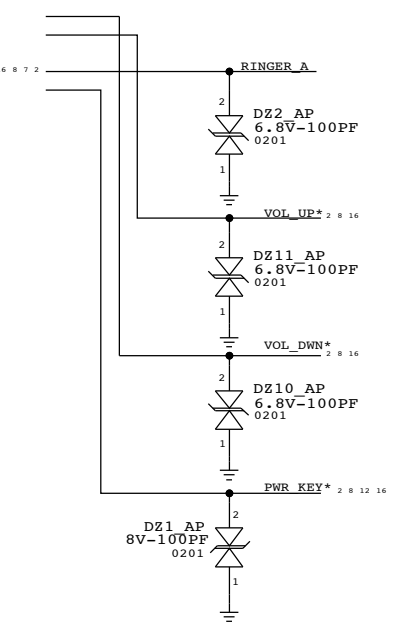 6 8 7 2
RINGER_A
2
DZ2_AP
6.8V-100PF
0201
1
VOL_UP* 2 8 16
2
DZ11_AP
6.8V-100PF
0201
1
VOL_DWN*
2 8 16
2
DZ10_AP
6.8V-100PF
0201
1
PWR_KEY* 2 8 12 16
2
DZ1_AP
8V-100PF
0201
1